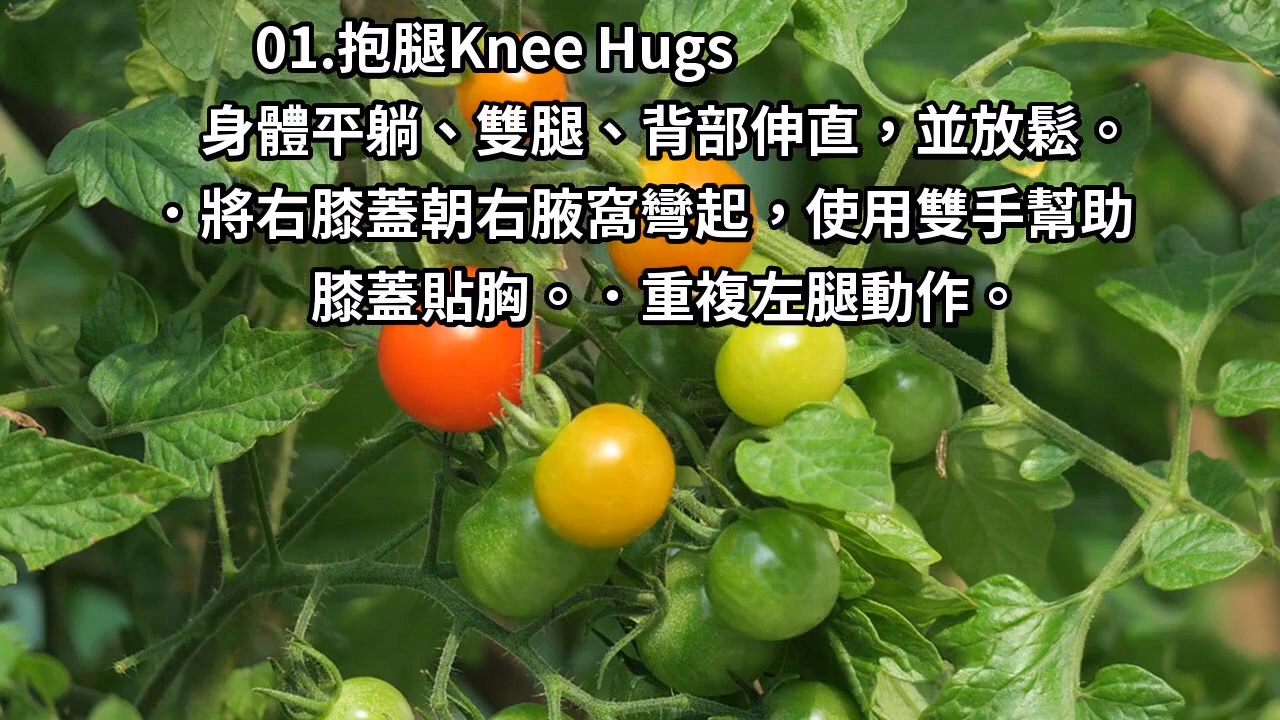 01.抱腿Knee Hugs
身體平躺、雙腿、背部伸直，並放鬆。
・將右膝蓋朝右腋窩彎起，使用雙手幫助
膝蓋貼胸。・重複左腿動作。